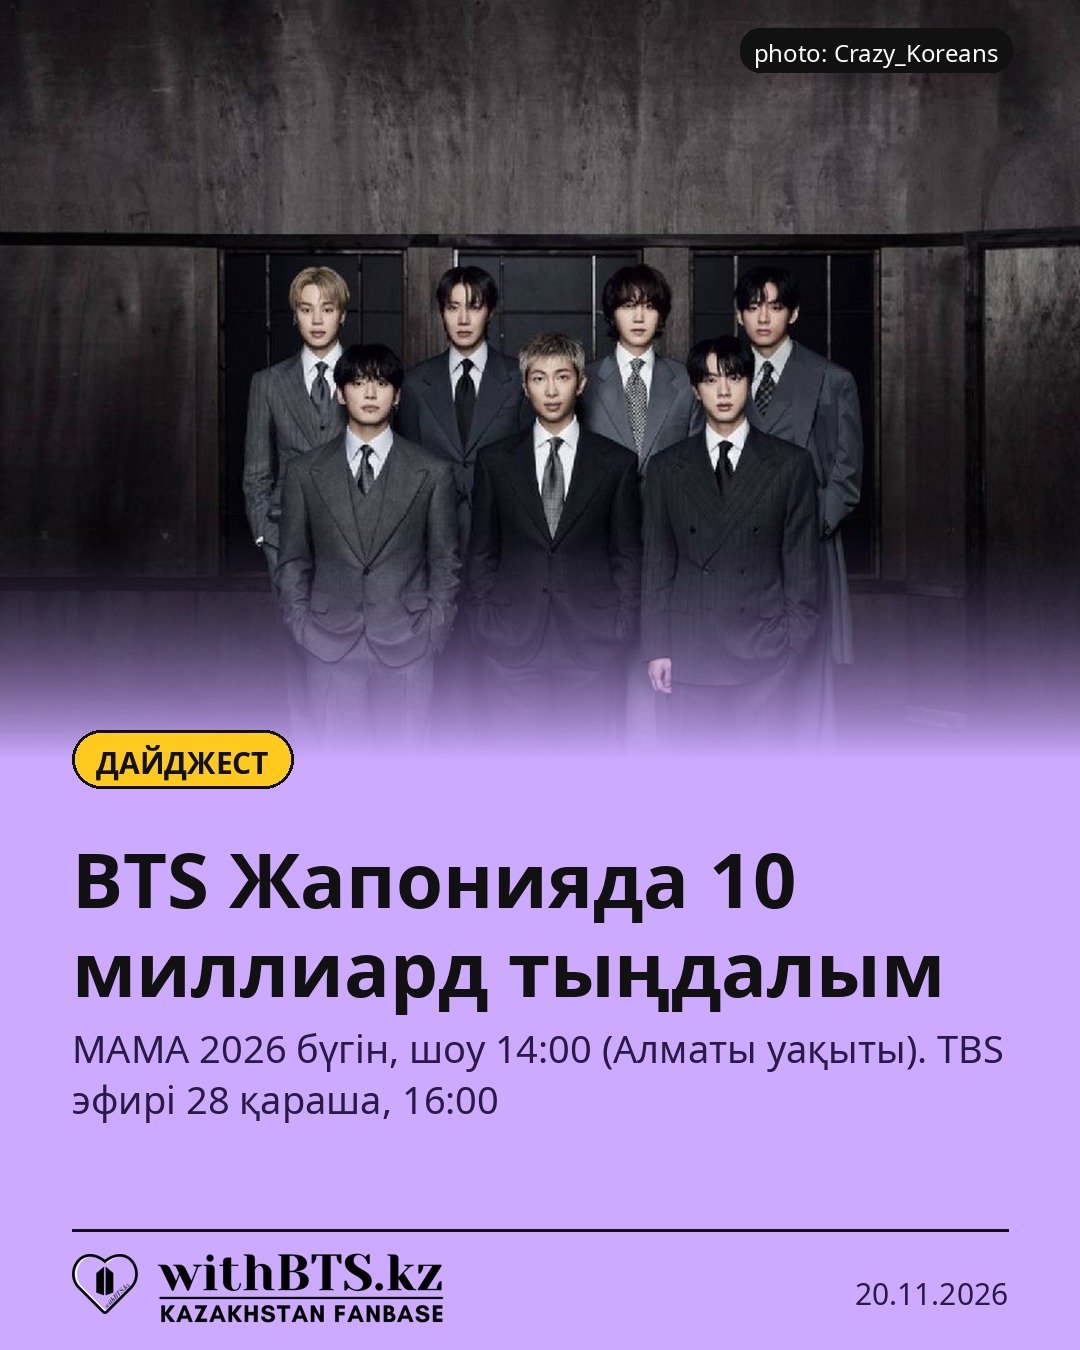 photo: Crazy_Koreans
ДАЙДЖЕСТ
BTS Жапонияда 10
миллиард тыңдалым
МАМА 2026 бүгін, шоу 14:00 (Алматы уақыты). TBS
эфирі 28 қараша, 16:00
withBTS.kz
KAZAKHSTAN FANBASE
20.11.2026